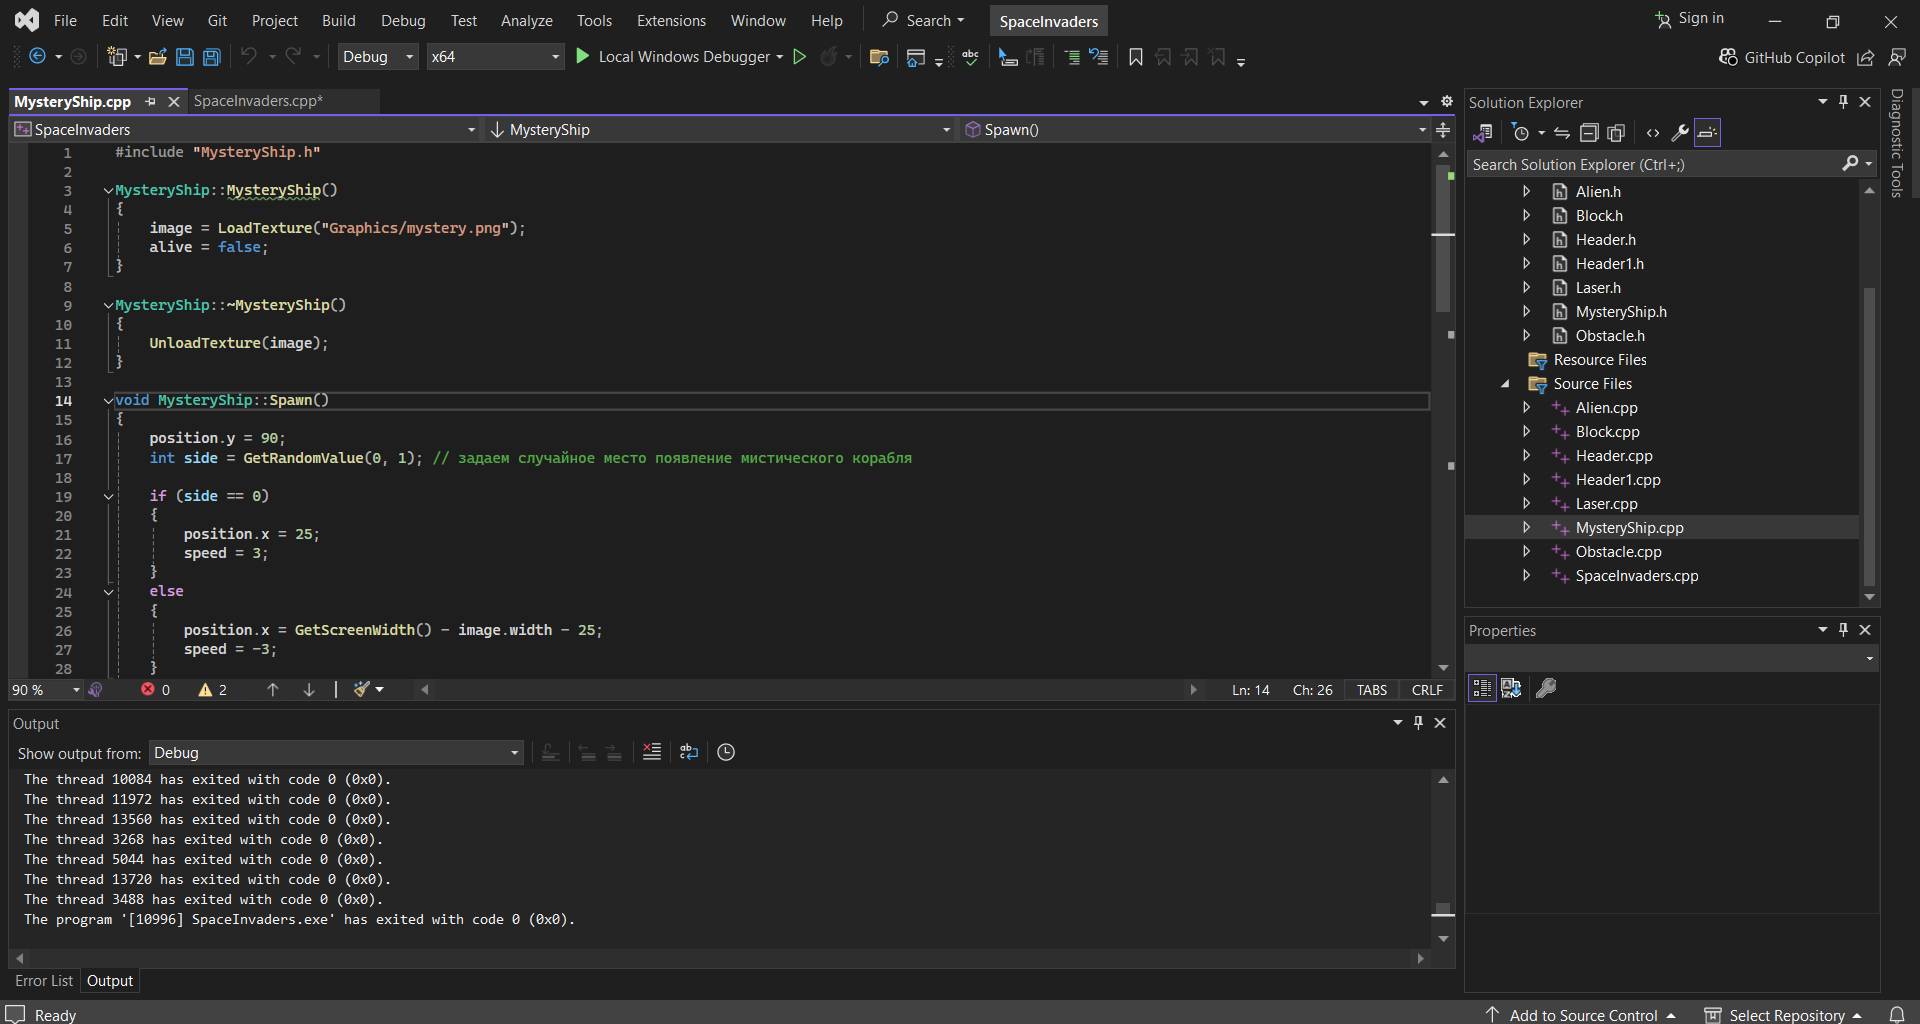 File Edit View Git Project Build Debug Test Analyze Tools Extensions Window Help Search SpaceInvaders Sign in
Debug x64 Local Windows Debugger GitHub Copilot
MysteryShip.cpp SpaceInvaders.cpp*
SpaceInvaders MysteryShip Spawn()
1 #include "MysteryShip.h"
2
3 MysteryShip::MysteryShip()
4 {
5 image = LoadTexture("Graphics/mystery.png");
6 alive = false;
7 }
8
9 MysteryShip::~MysteryShip()
10 {
11 UnloadTexture(image);
12 }
13
14 void MysteryShip::Spawn()
15 {
16 position.y = 90;
17 int side = GetRandomValue(0, 1); // задаем случайное место появление мистического корабля
18
19 if (side == 0)
20 {
21 position.x = 25;
22 speed = 3;
23 }
24 else
25 {
26 position.x = GetScreenWidth() - image.width - 25;
27 speed = -3;
28 }
90 % 0 2 Ln: 14 Ch: 26 TABS CRLF
Output
Show output from: Debug
The thread 10084 has exited with code 0 (0x0).
The thread 11972 has exited with code 0 (0x0).
The thread 13560 has exited with code 0 (0x0).
The thread 3268 has exited with code 0 (0x0).
The thread 5044 has exited with code 0 (0x0).
The thread 13720 has exited with code 0 (0x0).
The thread 3488 has exited with code 0 (0x0).
The program '[10996] SpaceInvaders.exe' has exited with code 0 (0x0).
Error List Output
Solution Explorer
Search Solution Explorer (Ctrl+;)
Alien.h
Block.h
Header.h
Header1.h
Laser.h
MysteryShip.h
Obstacle.h
Resource Files
Source Files
Alien.cpp
Block.cpp
Header.cpp
Header1.cpp
Laser.cpp
MysteryShip.cpp
Obstacle.cpp
SpaceInvaders.cpp
Properties
Diagnostic Tools
Ready Add to Source Control Select Repository